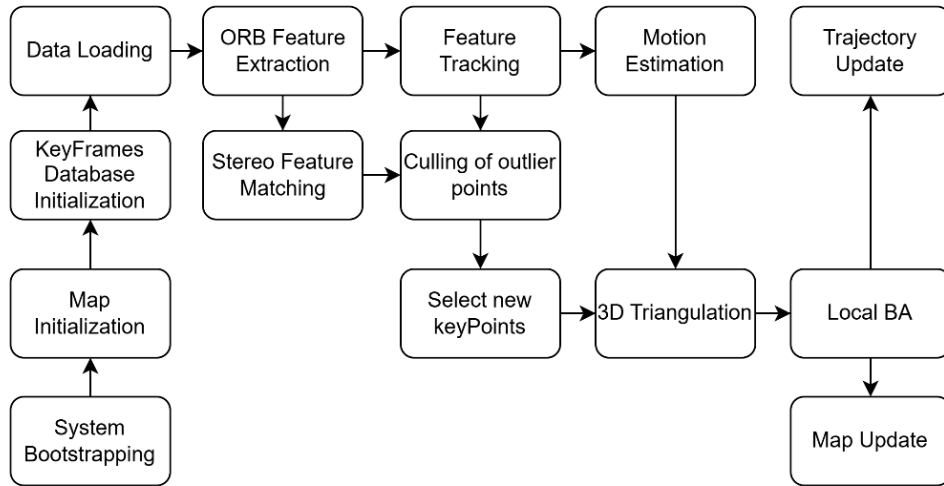 Data Loading
ORB Feature
Extraction
Feature
Tracking
Motion
Estimation
Trajectory
Update
KeyFrames
Database
Initialization
Stereo Feature
Matching
Culling of outlier
points
Map
Initialization
Select new
keyPoints
3D Triangulation
Local BA
System
Bootstrapping
Map Update